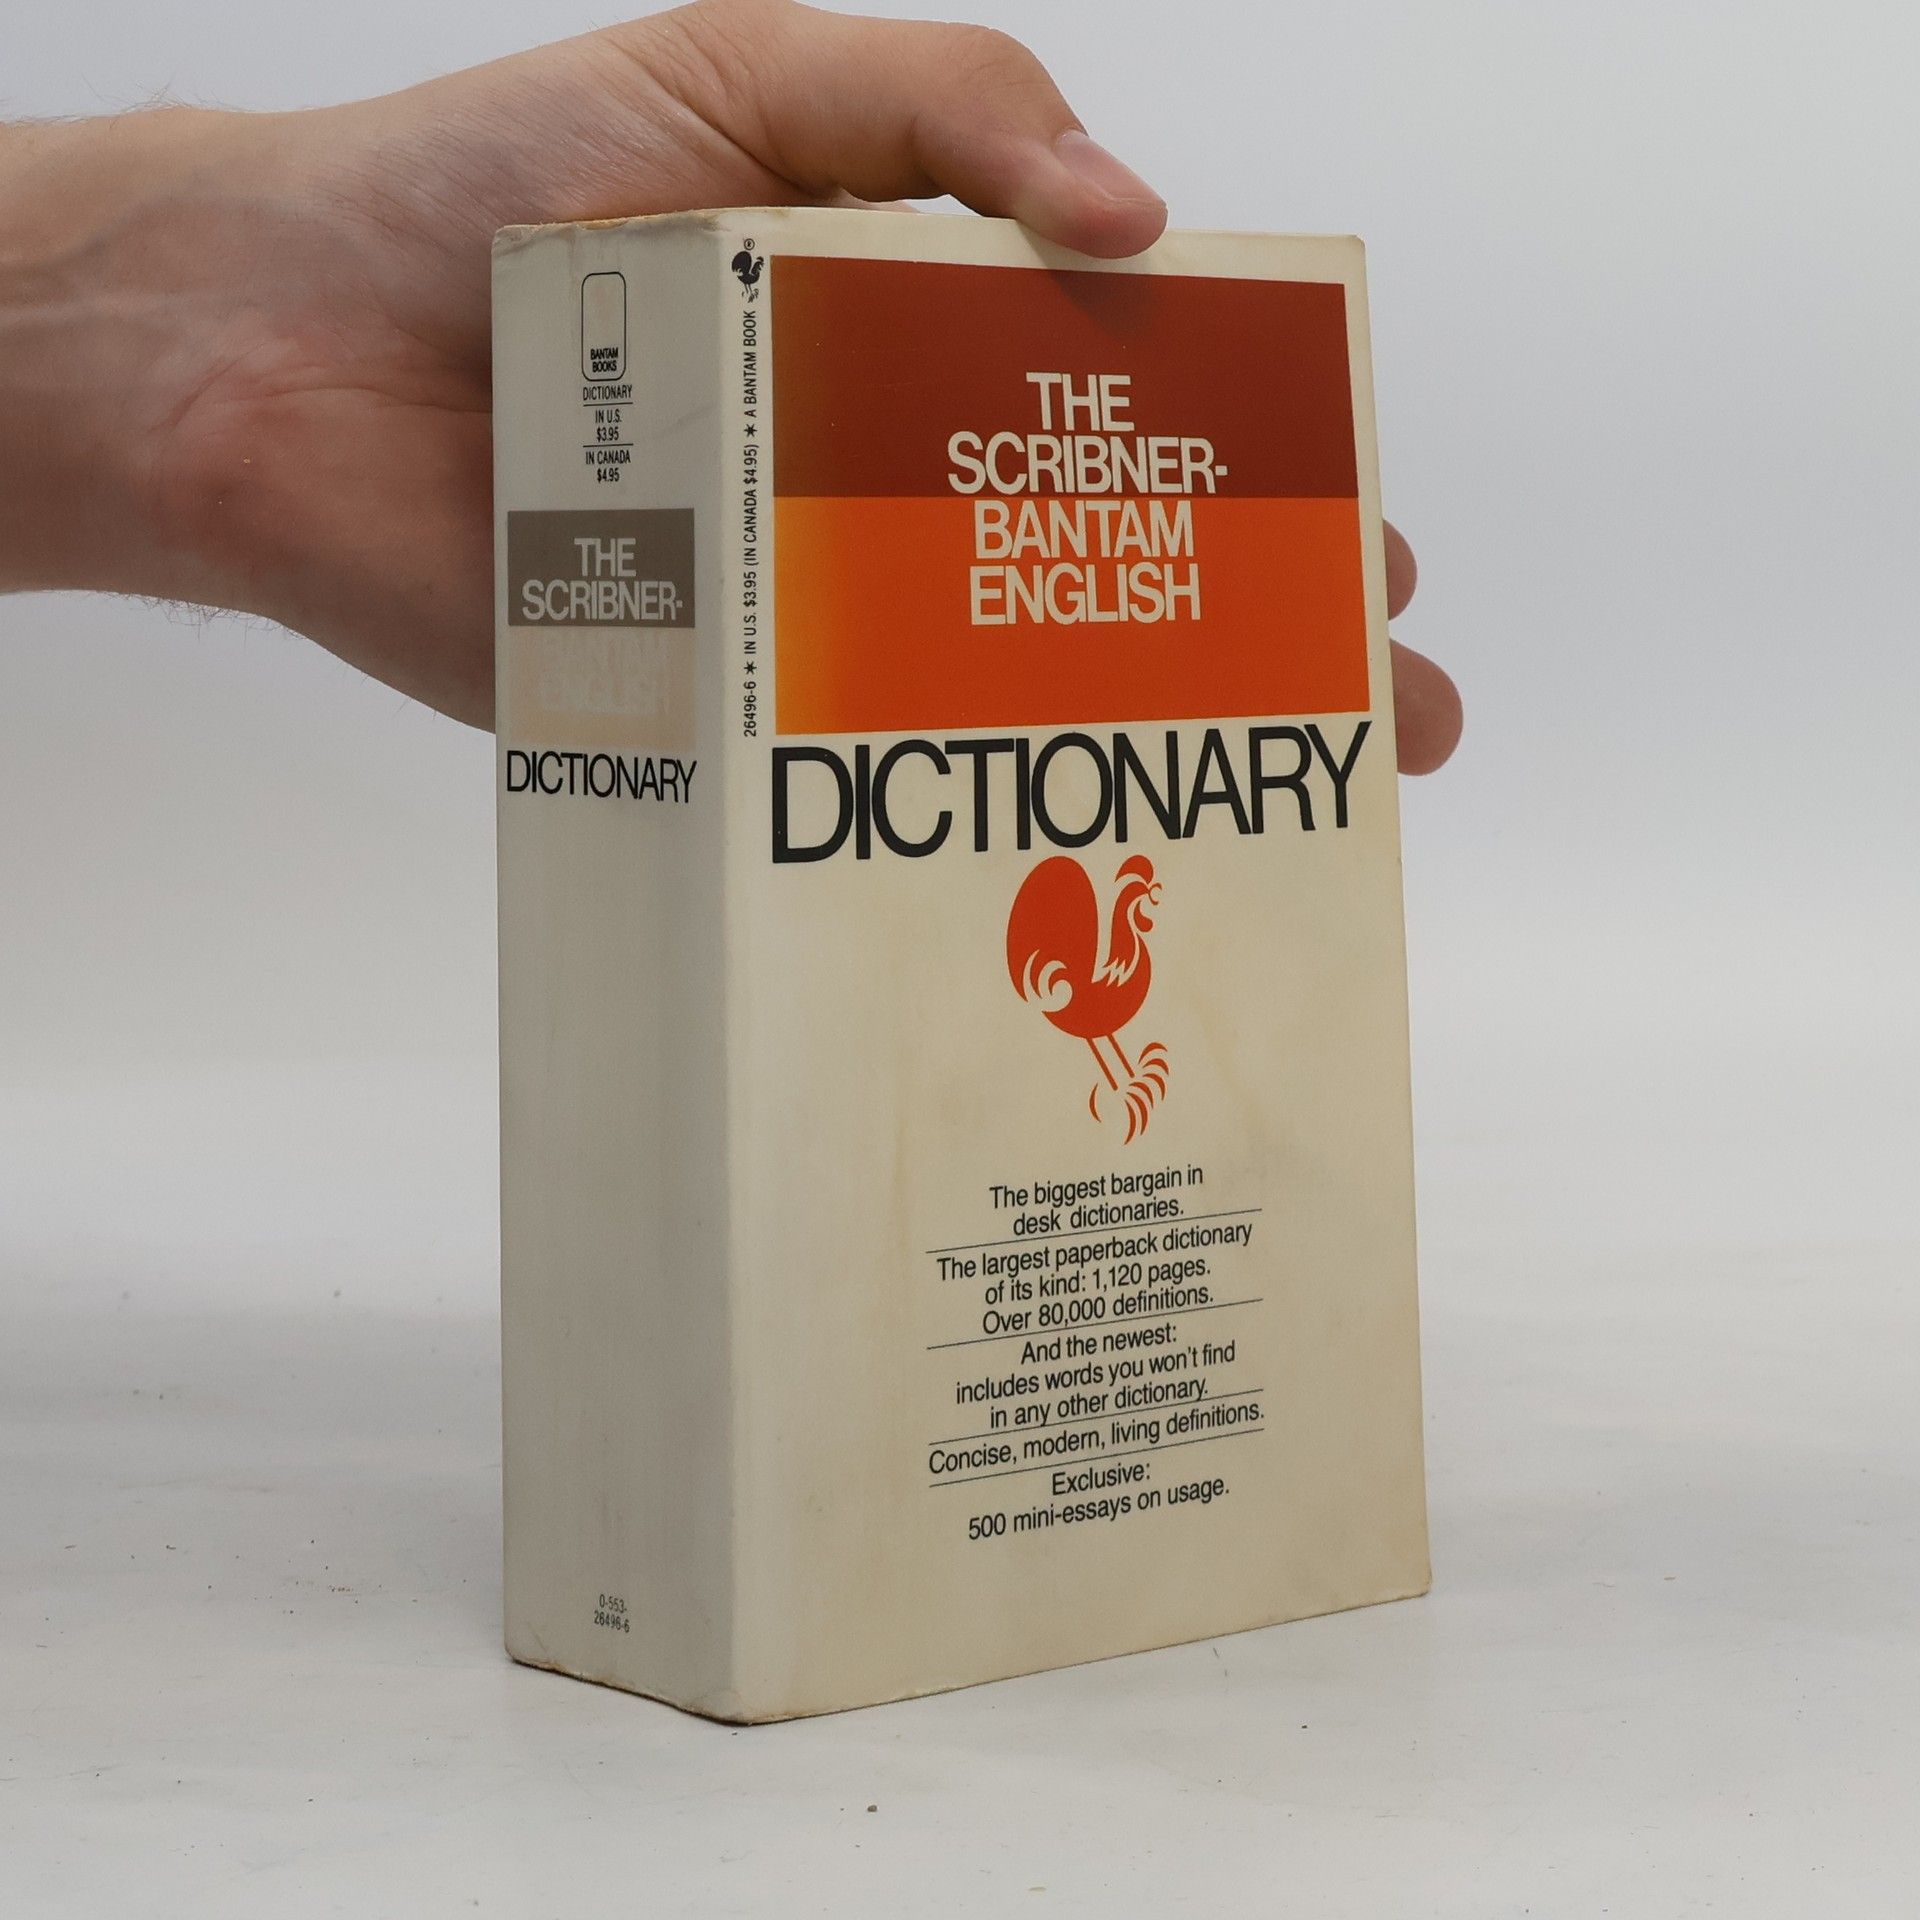 BANTAM
BOOKS
DICTIONARY
IN U.S.
$3.95
IN CANADA
$4.95
THE
SCRIBNER-
BANTAM
ENGLISH
DICTIONARY
0-553-
26496-6
26496-6 ★ IN U.S. $3.95 (IN CANADA $4.95) ★ A BANTAM BOOK
®
THE
SCRIBNER-
BANTAM
ENGLISH
DICTIONARY
The biggest bargain in
desk dictionaries.
The largest paperback dictionary
of its kind: 1,120 pages.
Over 80,000 definitions.
And the newest:
includes words you won't find
in any other dictionary.
Concise, modern, living definitions.
Exclusive:
500 mini-essays on usage.